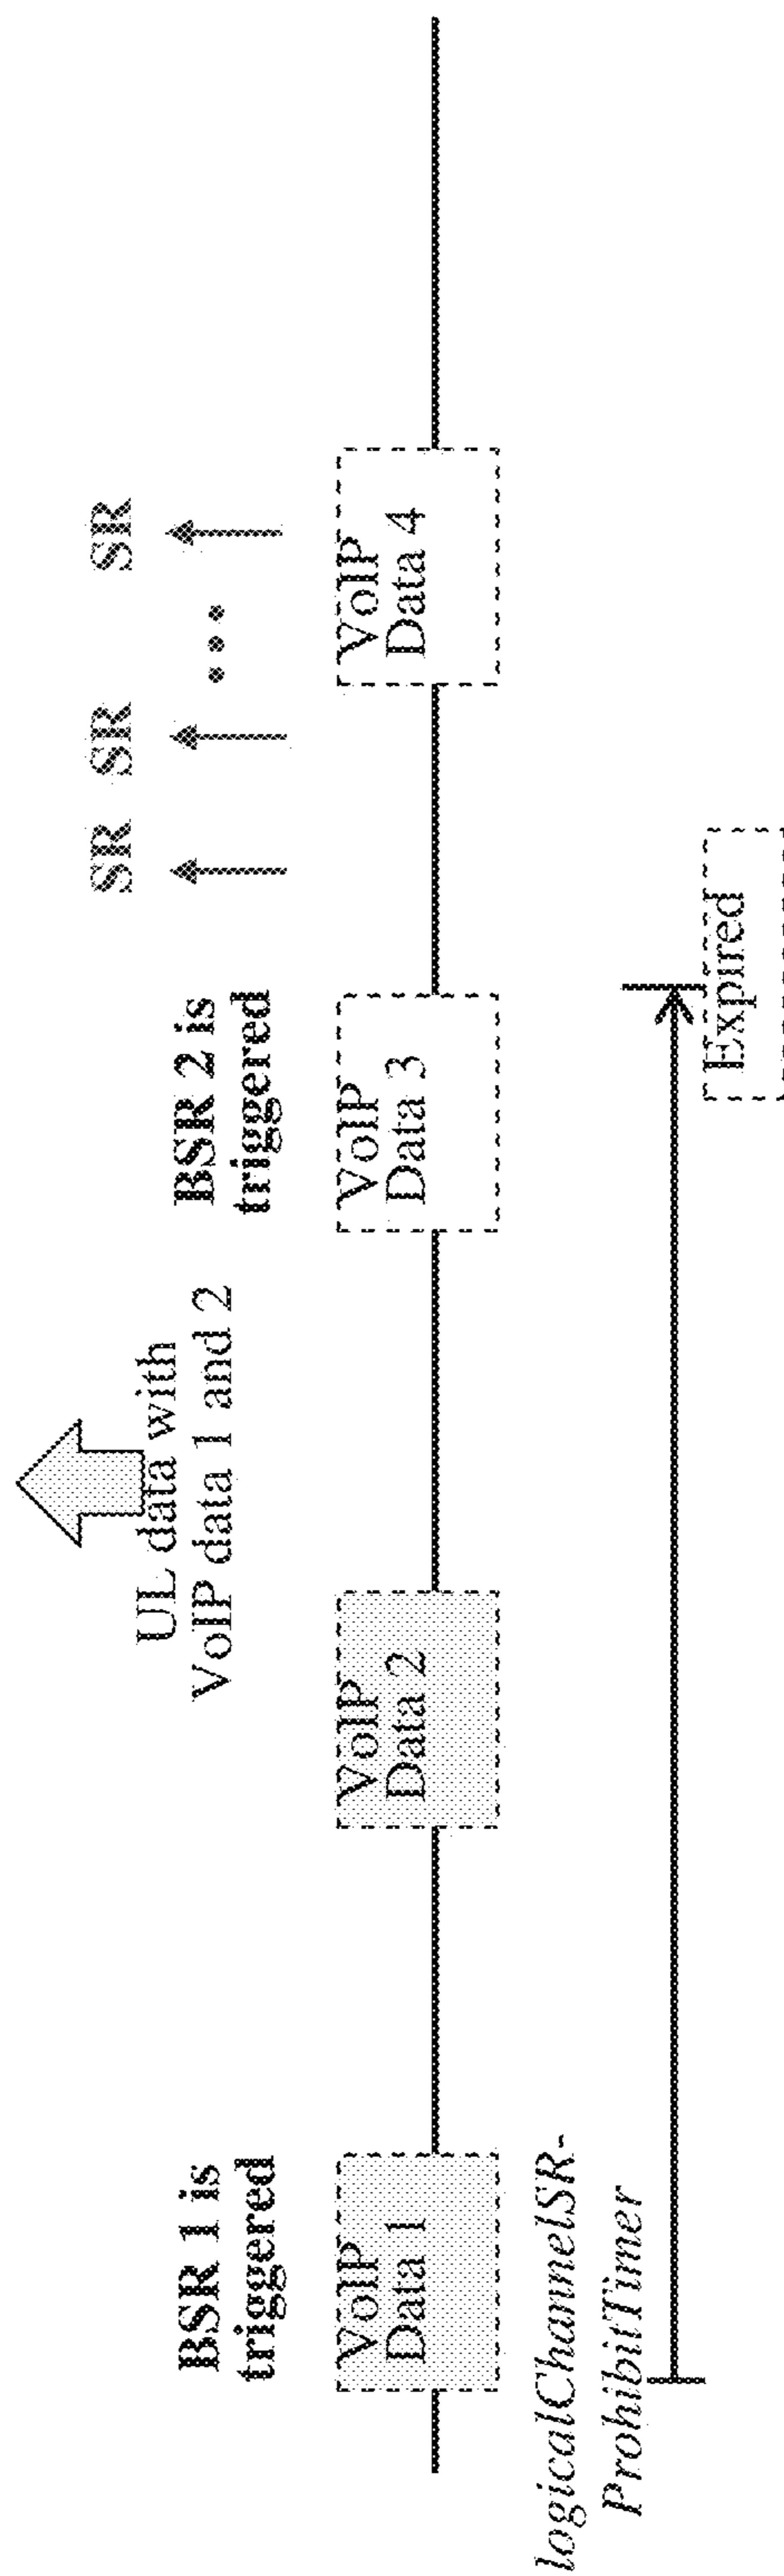 BSR 1 is
triggered
UL data with
VoIP data 1 and 2
BSR 2 is
triggered
SR
SR
SR
VoIP
Data 1
VoIP
Data 2
VoIP
Data 3
VoIP
Data 4
logicalChannelSR-
ProhibitTimer
Expired